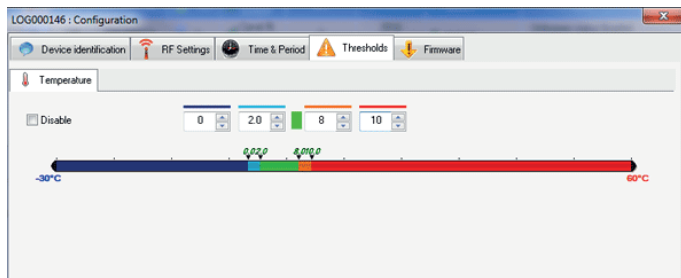 LOG000146 : Configuration
Device identification RF Settings Time & Period Thresholds Firmware
Temperature
Disable 0 2.0 8 10
0,0 2,0 8,0 10,0
-30°C 60°C